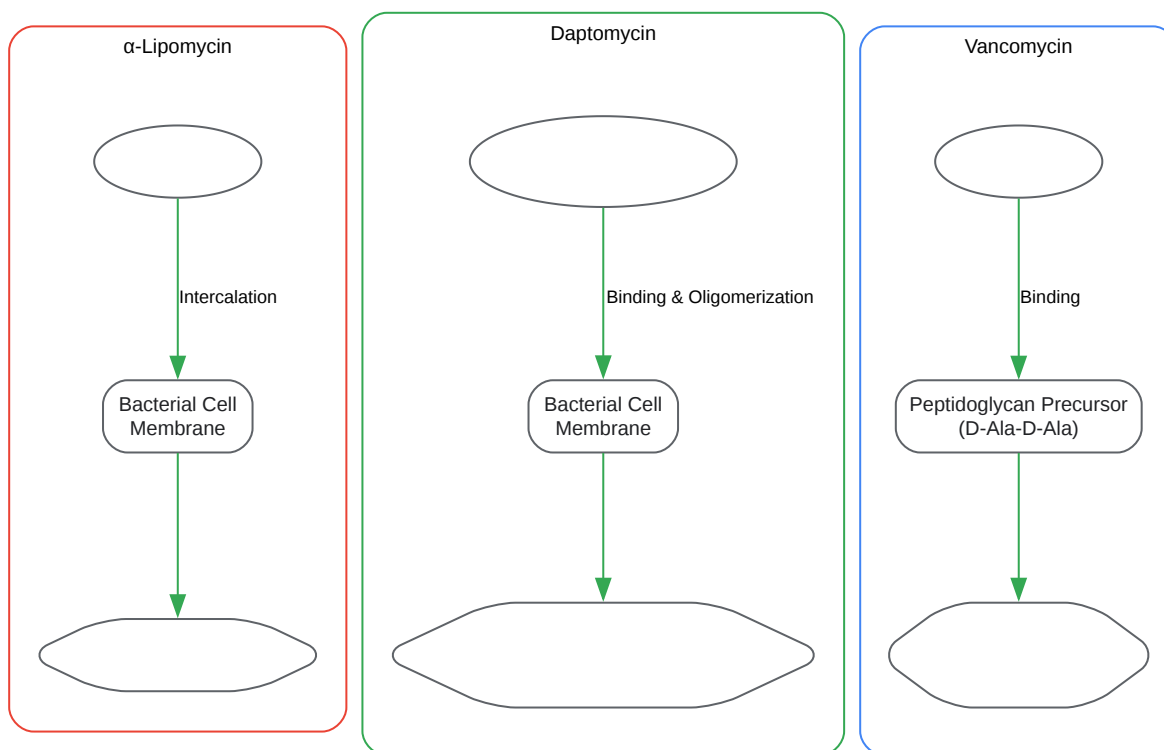 α-Lipomycin
Intercalation
Bacterial Cell
Membrane
Daptomycin
Binding & Oligomerization
Bacterial Cell
Membrane
Vancomycin
Binding
Peptidoglycan Precursor
(D-Ala-D-Ala)